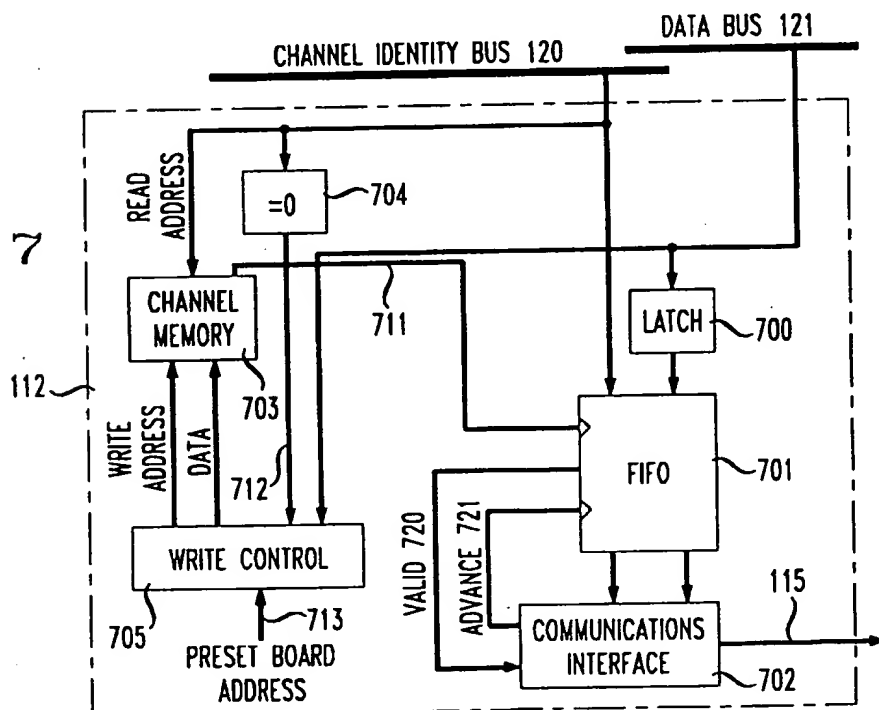 DATA BUS 121
CHANNEL IDENTITY BUS 120
READ
ADDRESS
=0
704
7
CHANNEL
MEMORY
711
LATCH
700
703
112
WRITE
ADDRESS
DATA
712
FIFO
701
WRITE CONTROL
VALID 720
ADVANCE 721
115
705
713
COMMUNICATIONS
INTERFACE
PRESET BOARD
ADDRESS
702